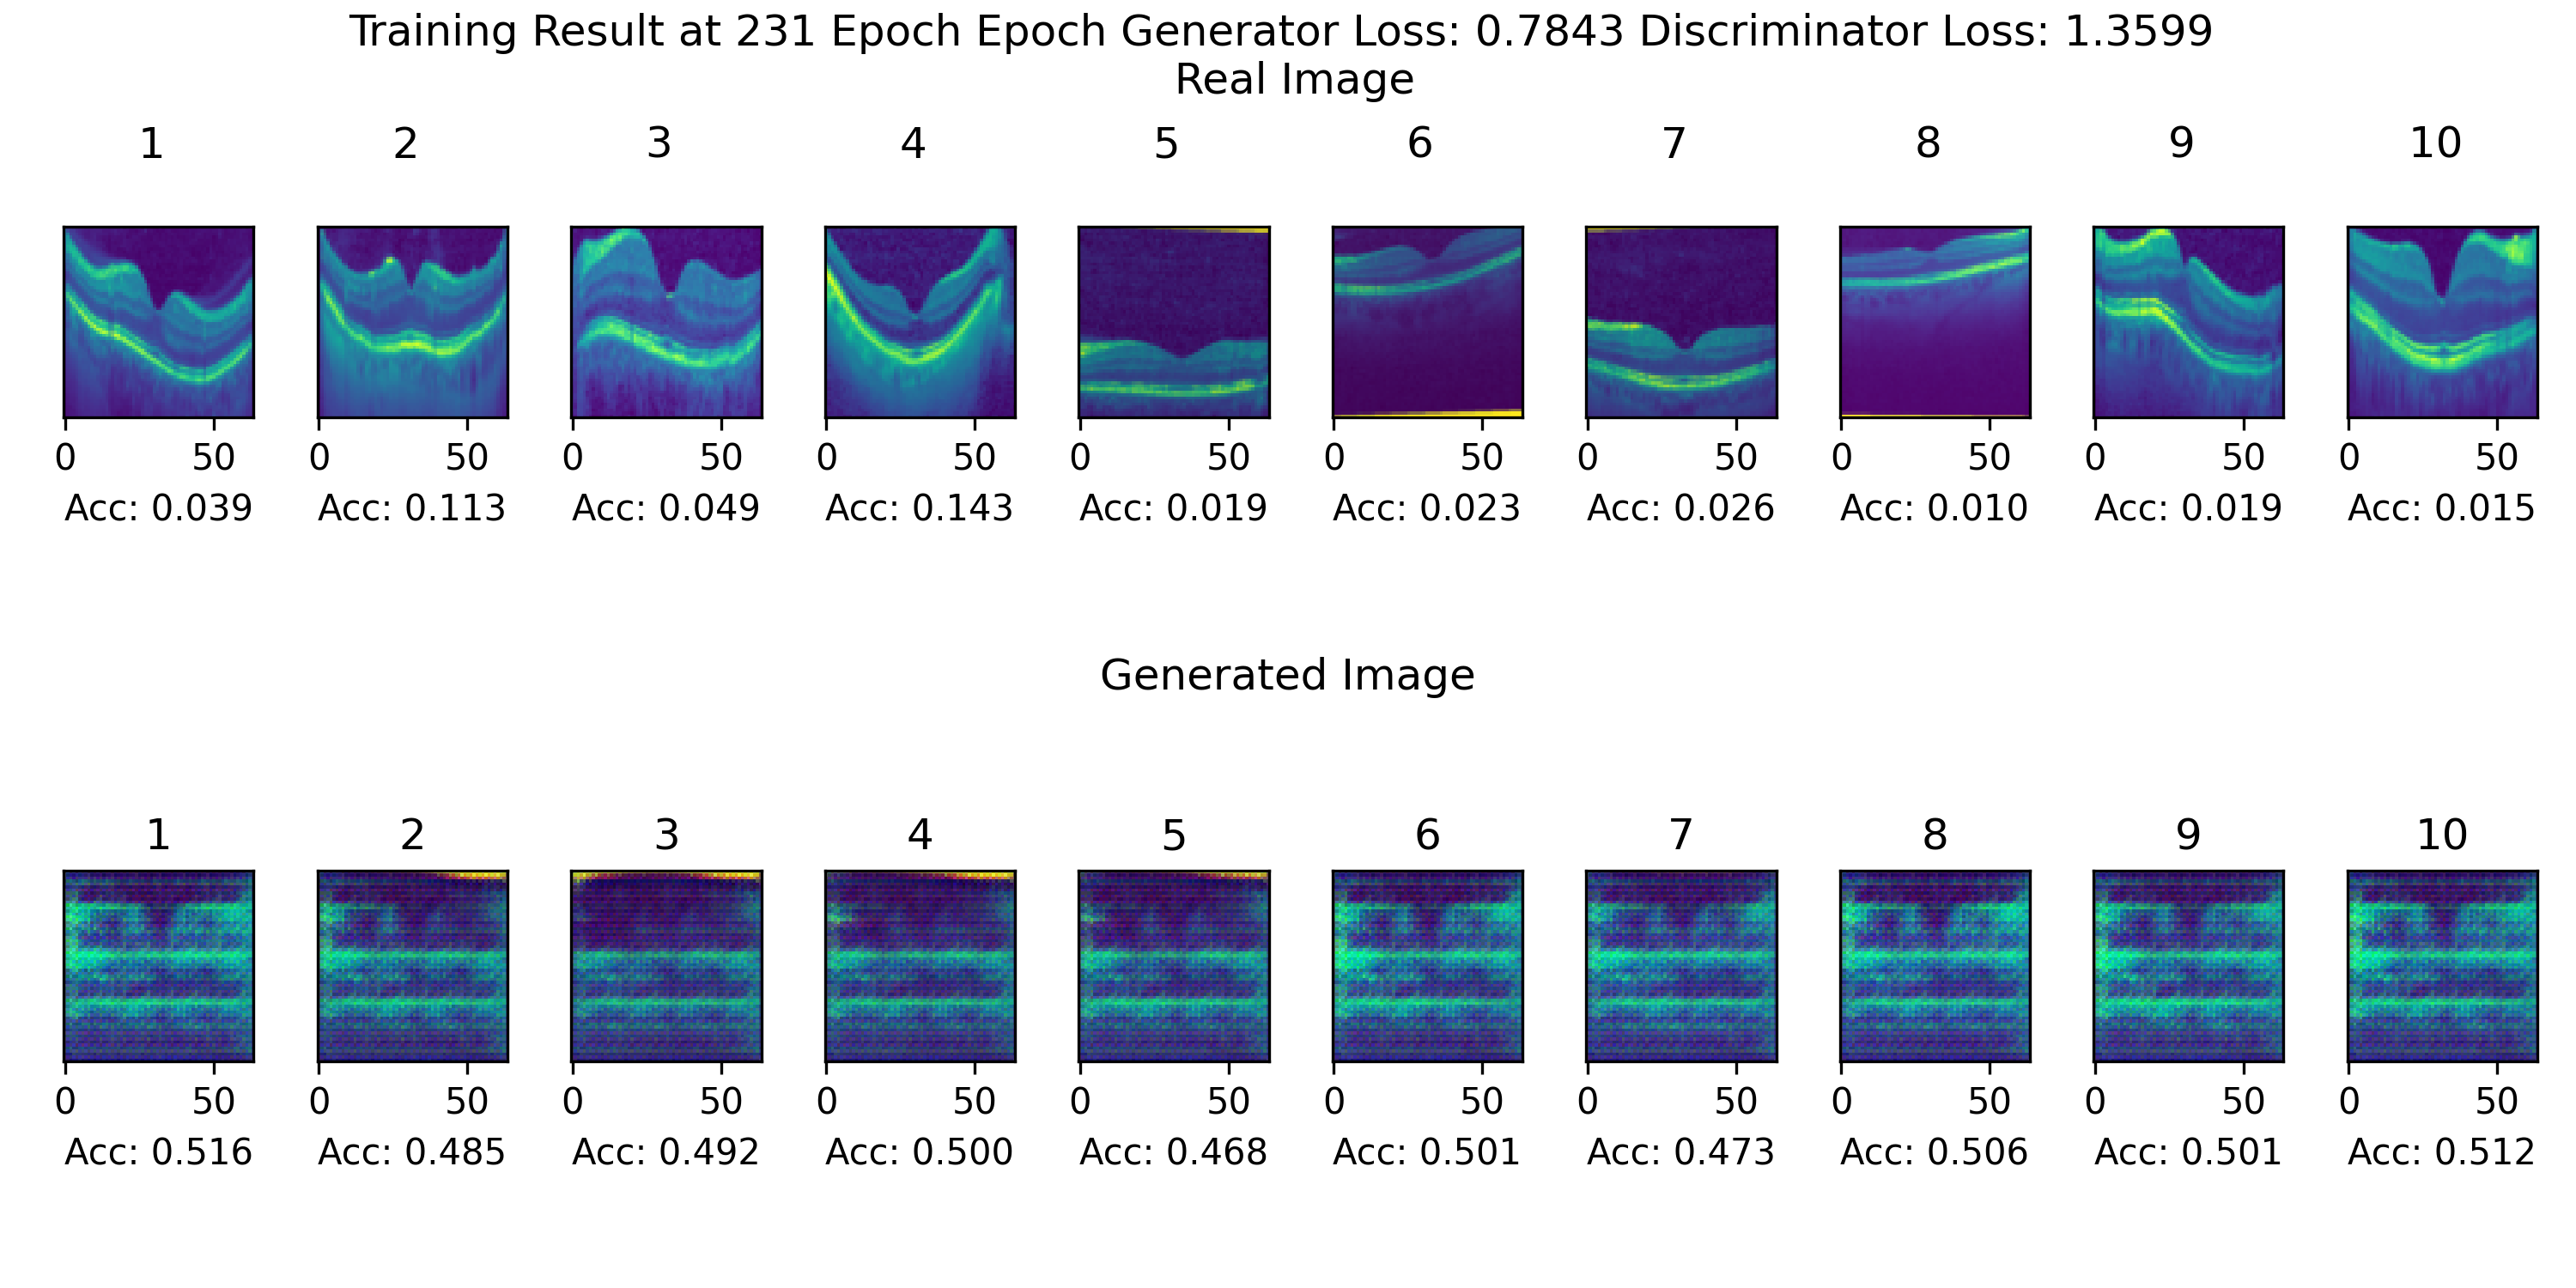 Training Result at 231 Epoch Epoch Generator Loss: 0.7843 Discriminator Loss: 1.3599
Real Image
1 2 3 4 5 6 7 8 9 10
0 50 0 50 0 50 0 50 0 50 0 50 0 50 0 50 0 50 0 50
Acc: 0.039 Acc: 0.113 Acc: 0.049 Acc: 0.143 Acc: 0.019 Acc: 0.023 Acc: 0.026 Acc: 0.010 Acc: 0.019 Acc: 0.015
Generated Image
1 2 3 4 5 6 7 8 9 10
0 50 0 50 0 50 0 50 0 50 0 50 0 50 0 50 0 50 0 50
Acc: 0.516 Acc: 0.485 Acc: 0.492 Acc: 0.500 Acc: 0.468 Acc: 0.501 Acc: 0.473 Acc: 0.506 Acc: 0.501 Acc: 0.512